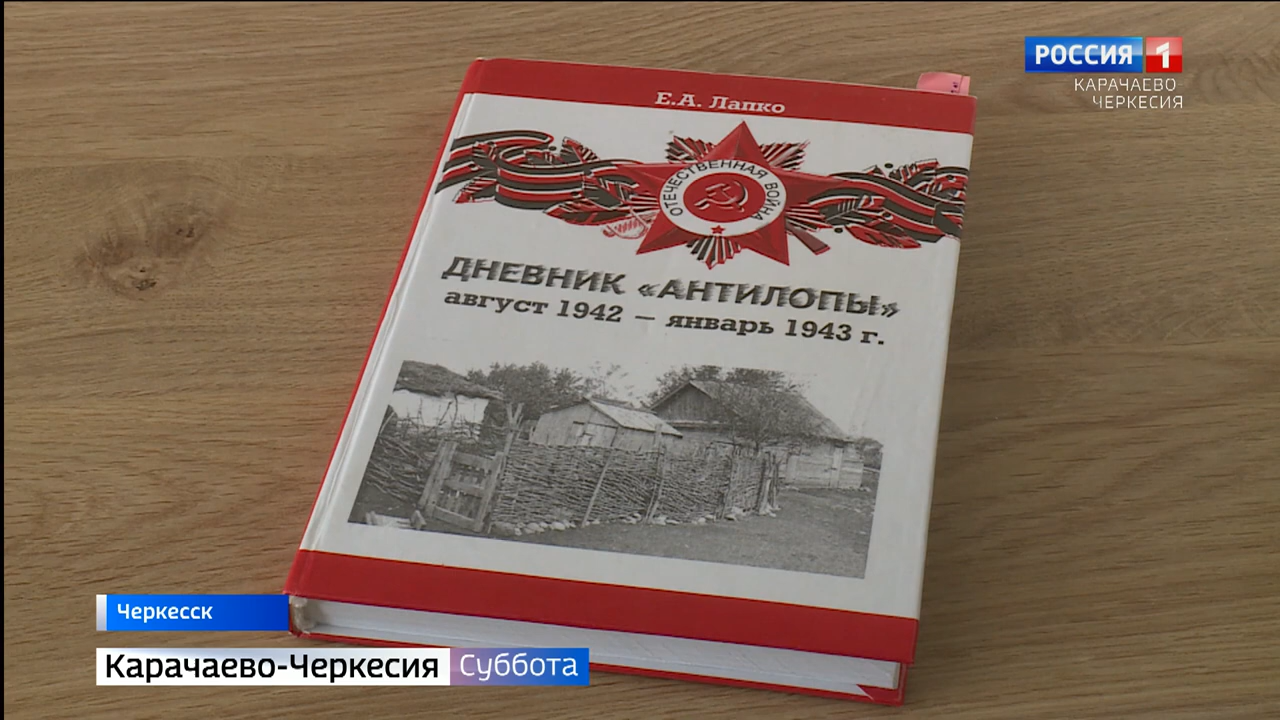 РОССИЯ 1
КАРАЧАЕВО
ЧЕРКЕСИЯ
Е.А. Лапко
ОТЕЧЕСТВЕННАЯ ВОЙНА
ДНЕВНИК «АНТИЛОПЫ»
август 1942 – январь 1943 г.
Черкесск
Карачаево-Черкесия Суббота